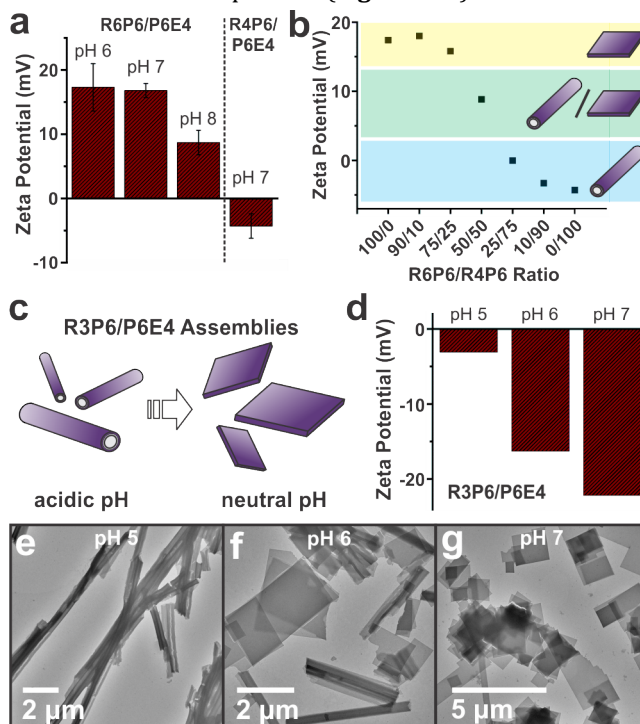 a
R6P6/P6E4
R4P6/
P6E4
pH 6
pH 7
pH 8
pH 7
Zeta Potential (mV)
20
10
0
-10
b
Zeta Potential (mV)
20
10
0
100/0
90/10
75/25
50/50
25/75
10/90
0/100
R6P6/R4P6 Ratio
c
R3P6/P6E4 Assemblies
acidic pH
neutral pH
d
pH 5
pH 6
pH 7
Zeta Potential (mV)
0
-10
-20
R3P6/P6E4
e
pH 5
2 µm
f
pH 6
2 µm
g
pH 7
5 µm